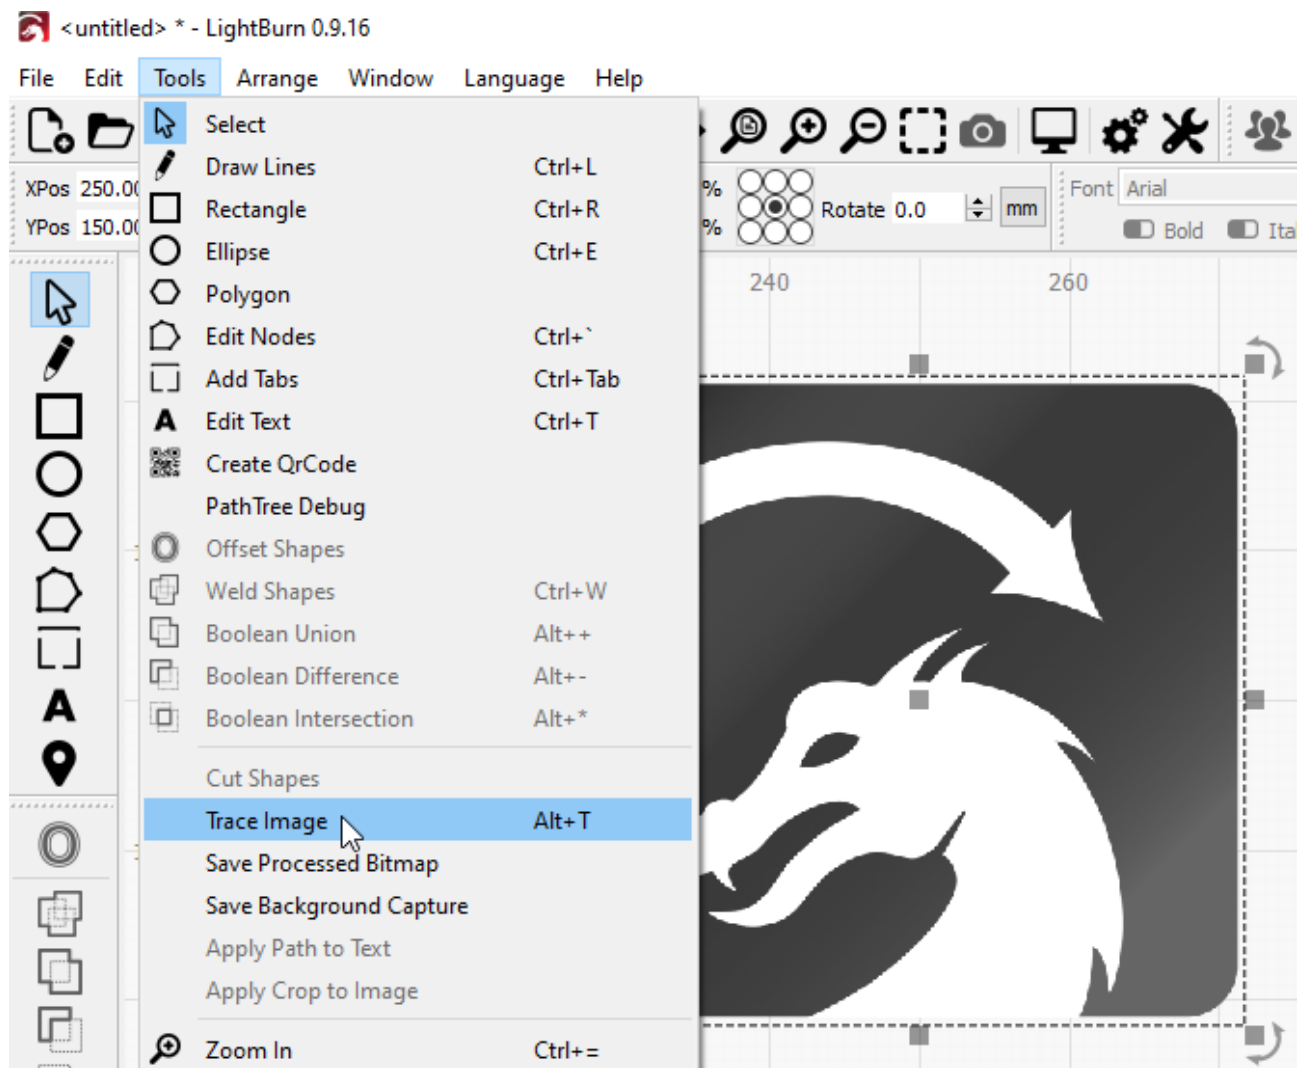 <untitled> * - LightBurn 0.9.16
File Edit Tools Arrange Window Language Help
Select
Draw Lines Ctrl+L
Rectangle Ctrl+R
Ellipse Ctrl+E
Polygon
Edit Nodes Ctrl+`
Add Tabs Ctrl+Tab
Edit Text Ctrl+T
Create QrCode
PathTree Debug
Offset Shapes
Weld Shapes Ctrl+W
Boolean Union Alt++
Boolean Difference Alt+-
Boolean Intersection Alt+*
Cut Shapes
Trace Image Alt+T
Save Processed Bitmap
Save Background Capture
Apply Path to Text
Apply Crop to Image
Zoom In Ctrl+=
XPos 250.00
YPos 150.00
%
%
Rotate 0.0 mm
Font Arial
Bold Ita
240 260